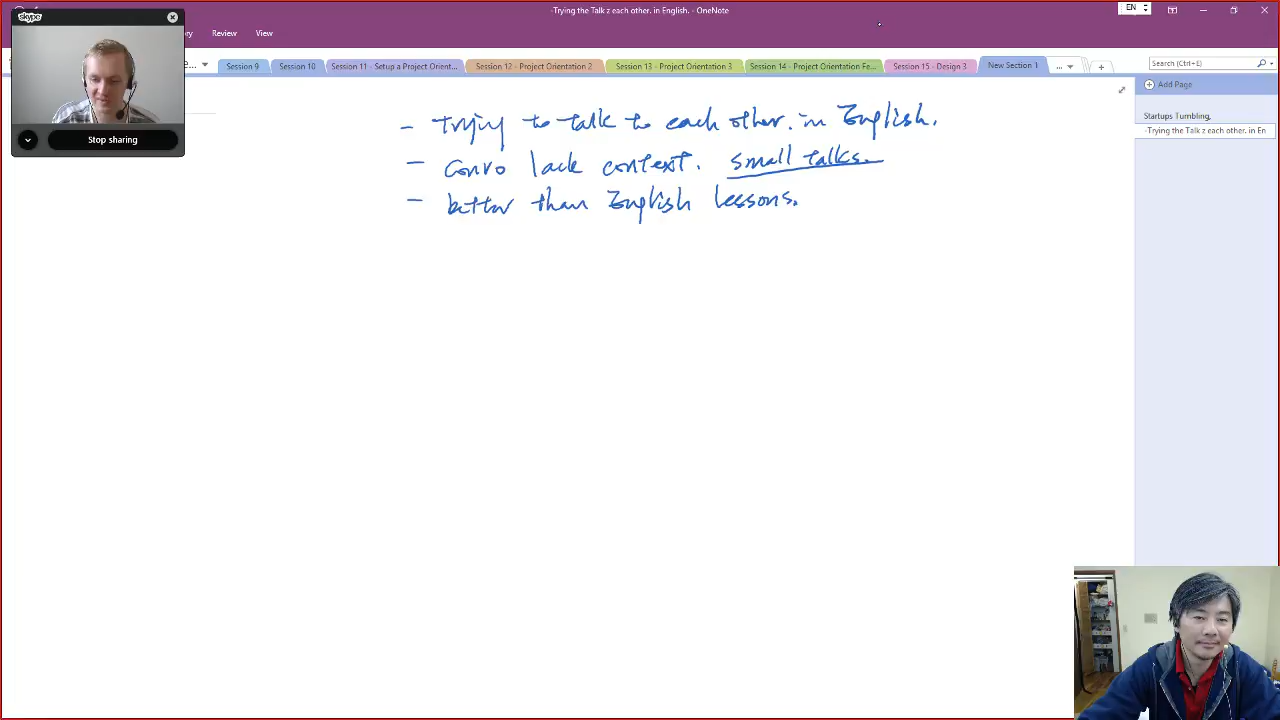 skype
-Trying the Talk z each other. in English. - OneNote
EN
Review
View
Session 9
Session 10
Session 11 - Setup a Project Orient...
Session 12 - Project Orientation 2
Session 13 - Project Orientation 3
Session 14 - Project Orientation Fe...
Session 15 - Design 3
New Section 1
...
Search (Ctrl+E)
Stop sharing
Add Page
Startups Tumbling,
-Trying the Talk z each other. in En
- Trying to talk to each other. in English.
- convo lack context. small talks.
- better than English lessons.